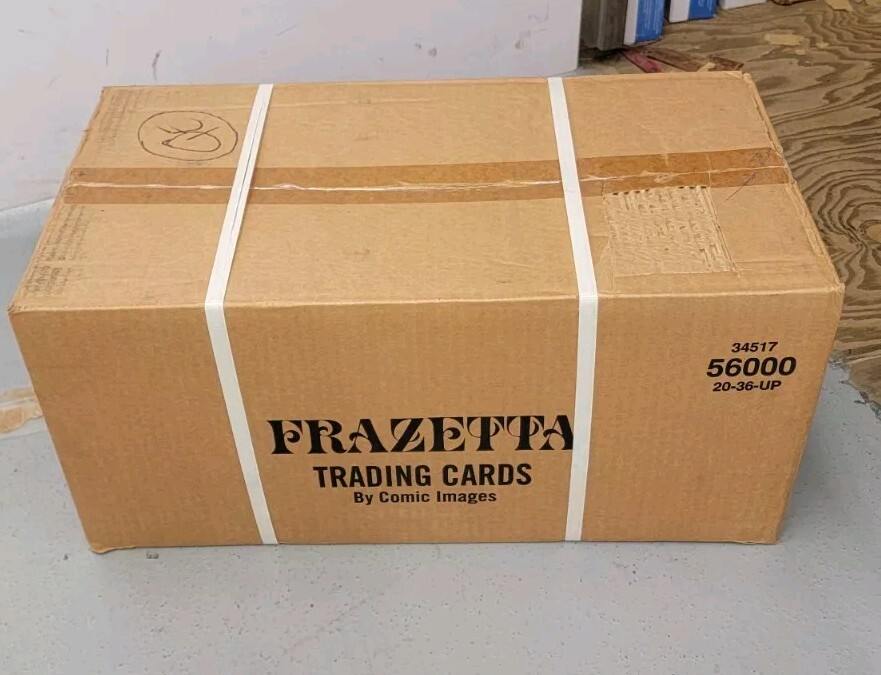 34517
56000
20-36-UP
FRAZETTA
TRADING CARDS
By Comic Images